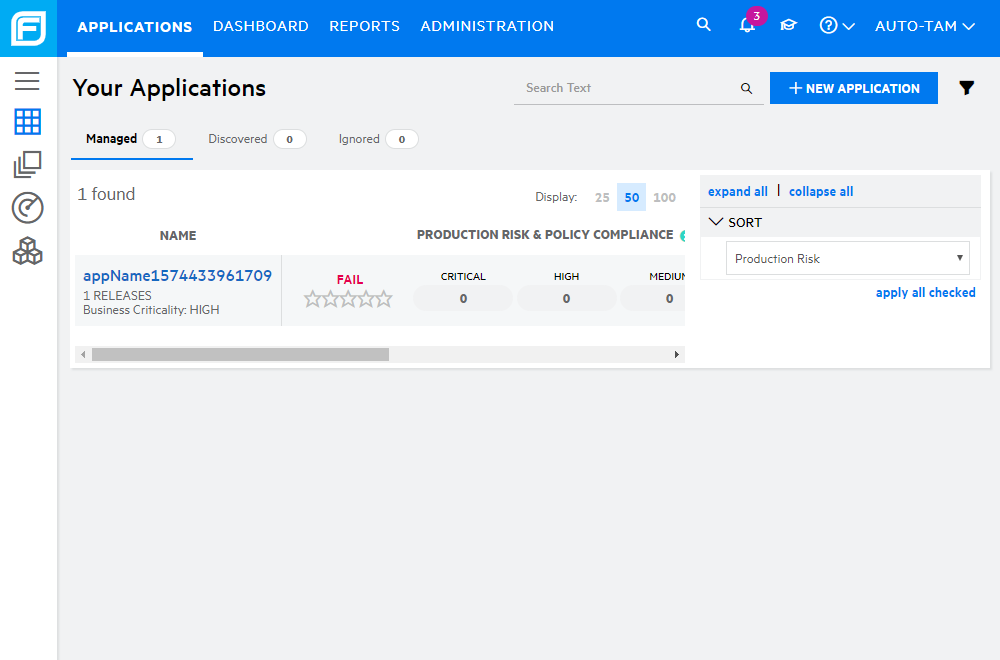 APPLICATIONS DASHBOARD REPORTS ADMINISTRATION 3 AUTO-TAM
Your Applications Search Text + NEW APPLICATION
Managed 1 Discovered 0 Ignored 0
1 found Display: 25 50 100
NAME PRODUCTION RISK & POLICY COMPLIANCE
appName1574433961709
1 RELEASES
Business Criticality: HIGH
FAIL
CRITICAL HIGH MEDIUM
0 0 0
expand all | collapse all
SORT
Production Risk
apply all checked